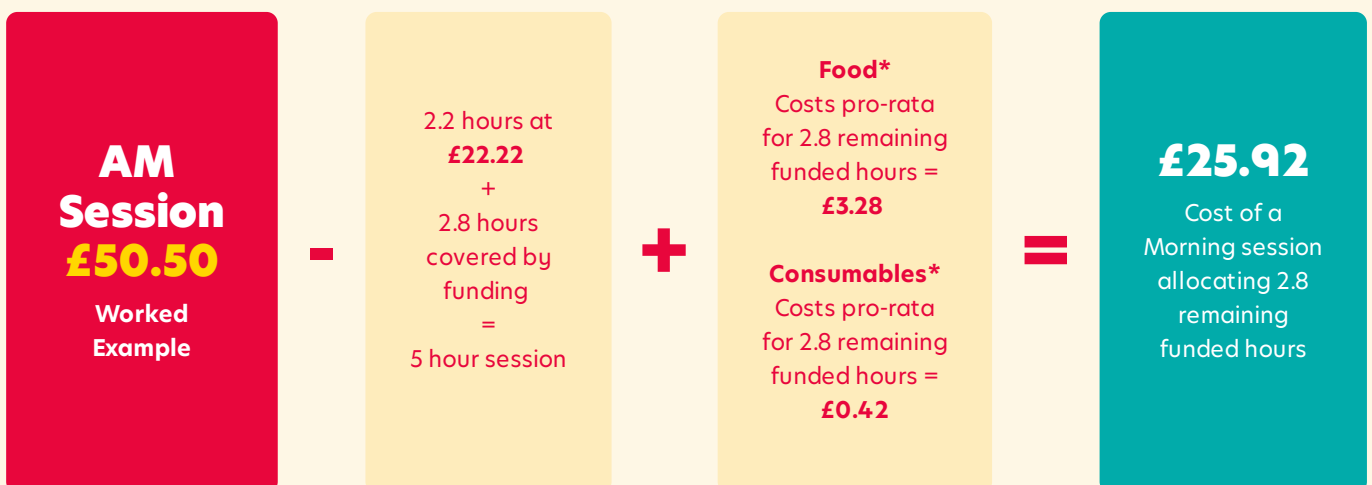 AM
Session
£50.50
Worked
Example
-
2.2 hours at
£22.22
+
2.8 hours
covered by
funding
=
5 hour session
+
Food*
Costs pro-rata
for 2.8 remaining
funded hours =
£3.28
Consumables*
Costs pro-rata
for 2.8 remaining
funded hours =
£0.42
=
£25.92
Cost of a
Morning session
allocating 2.8
remaining
funded hours